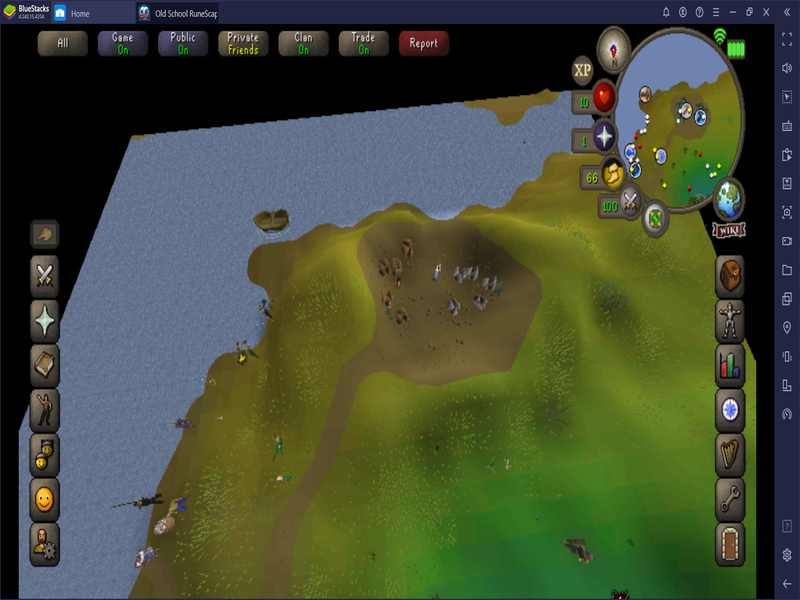 BlueStacks
4.240.15.4204
Home
Old School RuneScap
All
Game
On
Public
On
Private
Friends
Clan
On
Trade
On
Report
N
XP
10
1
66
100
WIKI